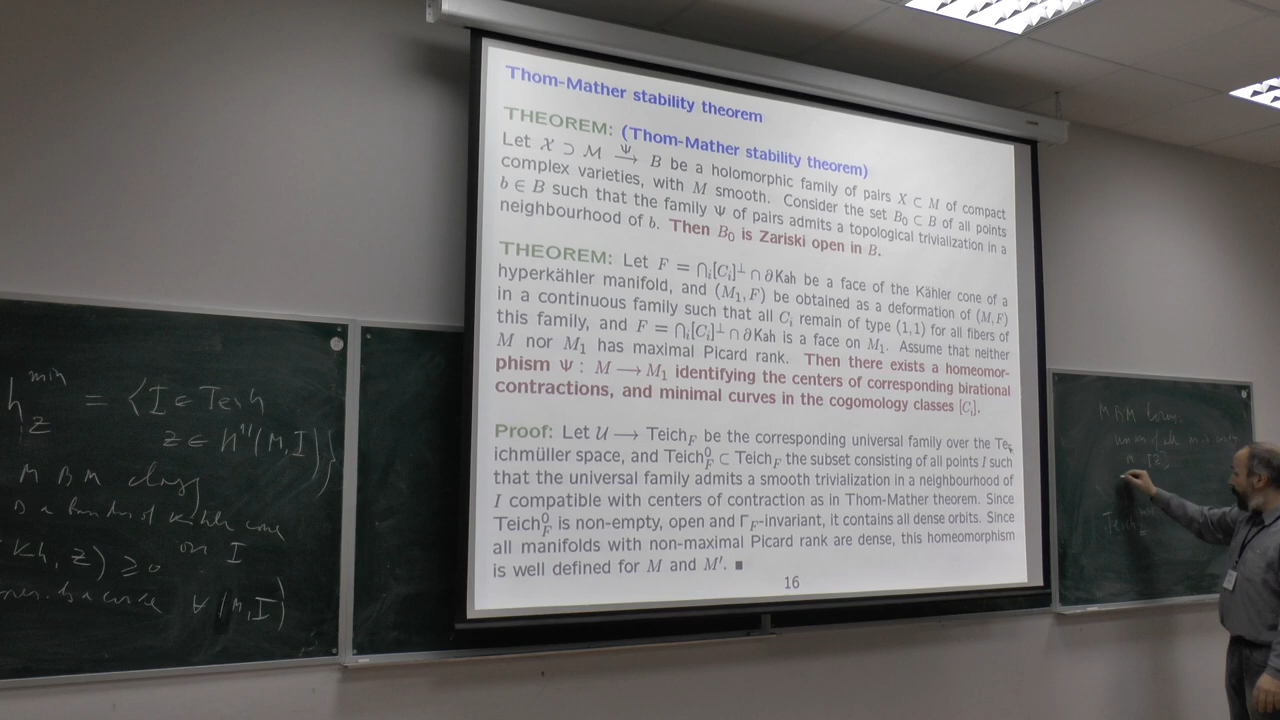 Thom-Mather stability theorem
THEOREM: (Thom-Mather stability theorem)
Let 𝒳 ⊃ ℳ —Ψ→ B be a holomorphic family of pairs X ⊂ M of compact
complex varieties, with M smooth. Consider the set B₀ ⊂ B of all points
b ∈ B such that the family Ψ of pairs admits a topological trivialization in a
neighbourhood of b. Then B₀ is Zariski open in B.
THEOREM: Let F = ⋂ᵢ[Cᵢ]^⊥ ∩ ∂Kah be a face of the Kähler cone of a
hyperkähler manifold, and (M₁, F) be obtained as a deformation of (M, F)
in a continuous family such that all Cᵢ remain of type (1,1) for all fibers of
this family, and F = ⋂ᵢ[Cᵢ]^⊥ ∩ ∂Kah is a face on M₁. Assume that neither
M nor M₁ has maximal Picard rank. Then there exists a homeomor-
phism Ψ : M ⟶ M₁ identifying the centers of corresponding birational
contractions, and minimal curves in the cogomology classes [Cᵢ].
Proof: Let 𝒰 ⟶ Teich_F be the corresponding universal family over the Te-
ichmüller space, and Teich⁰_F ⊂ Teich_F the subset consisting of all points I such
that the universal family admits a smooth trivialization in a neighbourhood of
I compatible with centers of contraction as in Thom-Mather theorem. Since
Teich⁰_F is non-empty, open and Γ_F-invariant, it contains all dense orbits. Since
all manifolds with non-maximal Picard rank are dense, this homeomorphism
is well defined for M and M′. ■
16
min
h_z = ⟨I ∈ Teich
z ∈ H¹¹(M, I)
MBM class
on I
, z) ⩾ 0
∀ (M, I)
MBM
Teich